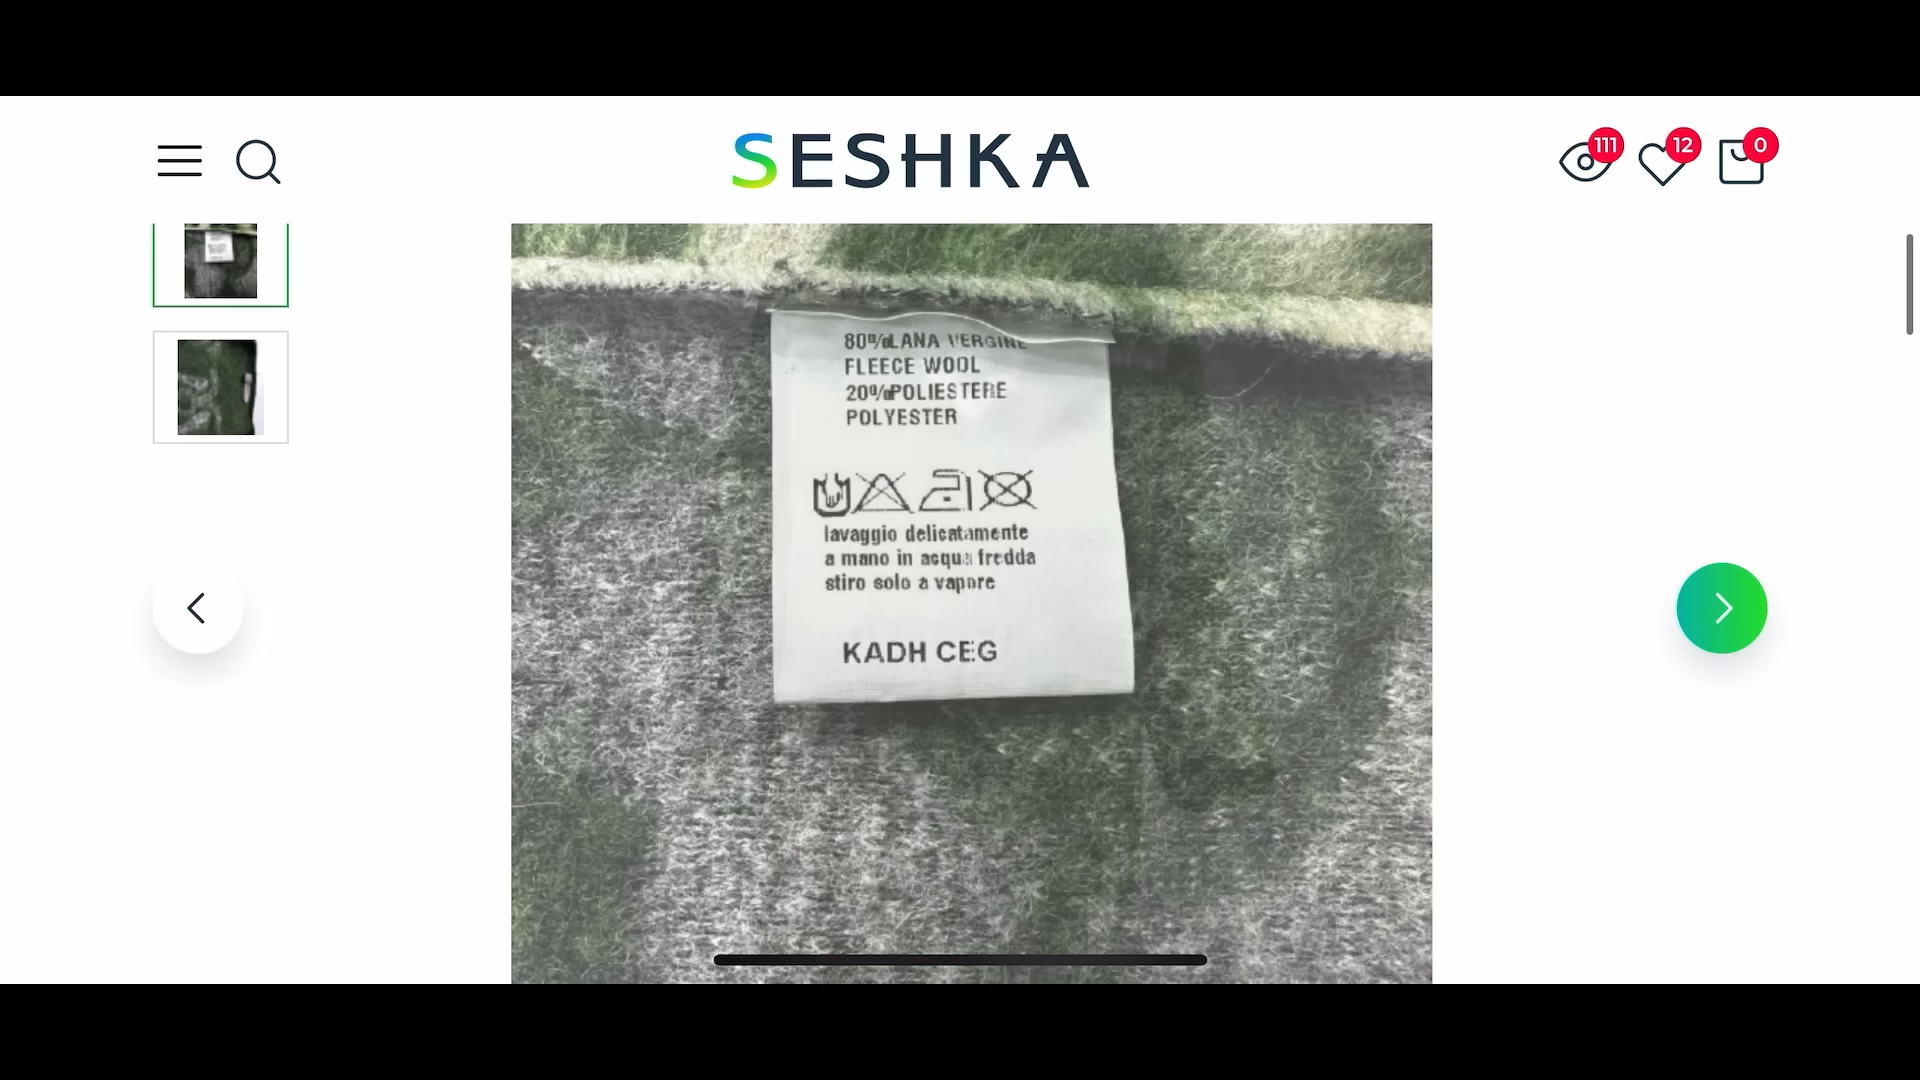 SESHKA
111
12
0
80% LANA VERGINE
FLEECE WOOL
20% POLIESTERE
POLYESTER
lavaggio delicatamente
a mano in acqua fredda
stiro solo a vapore
KADH CEG